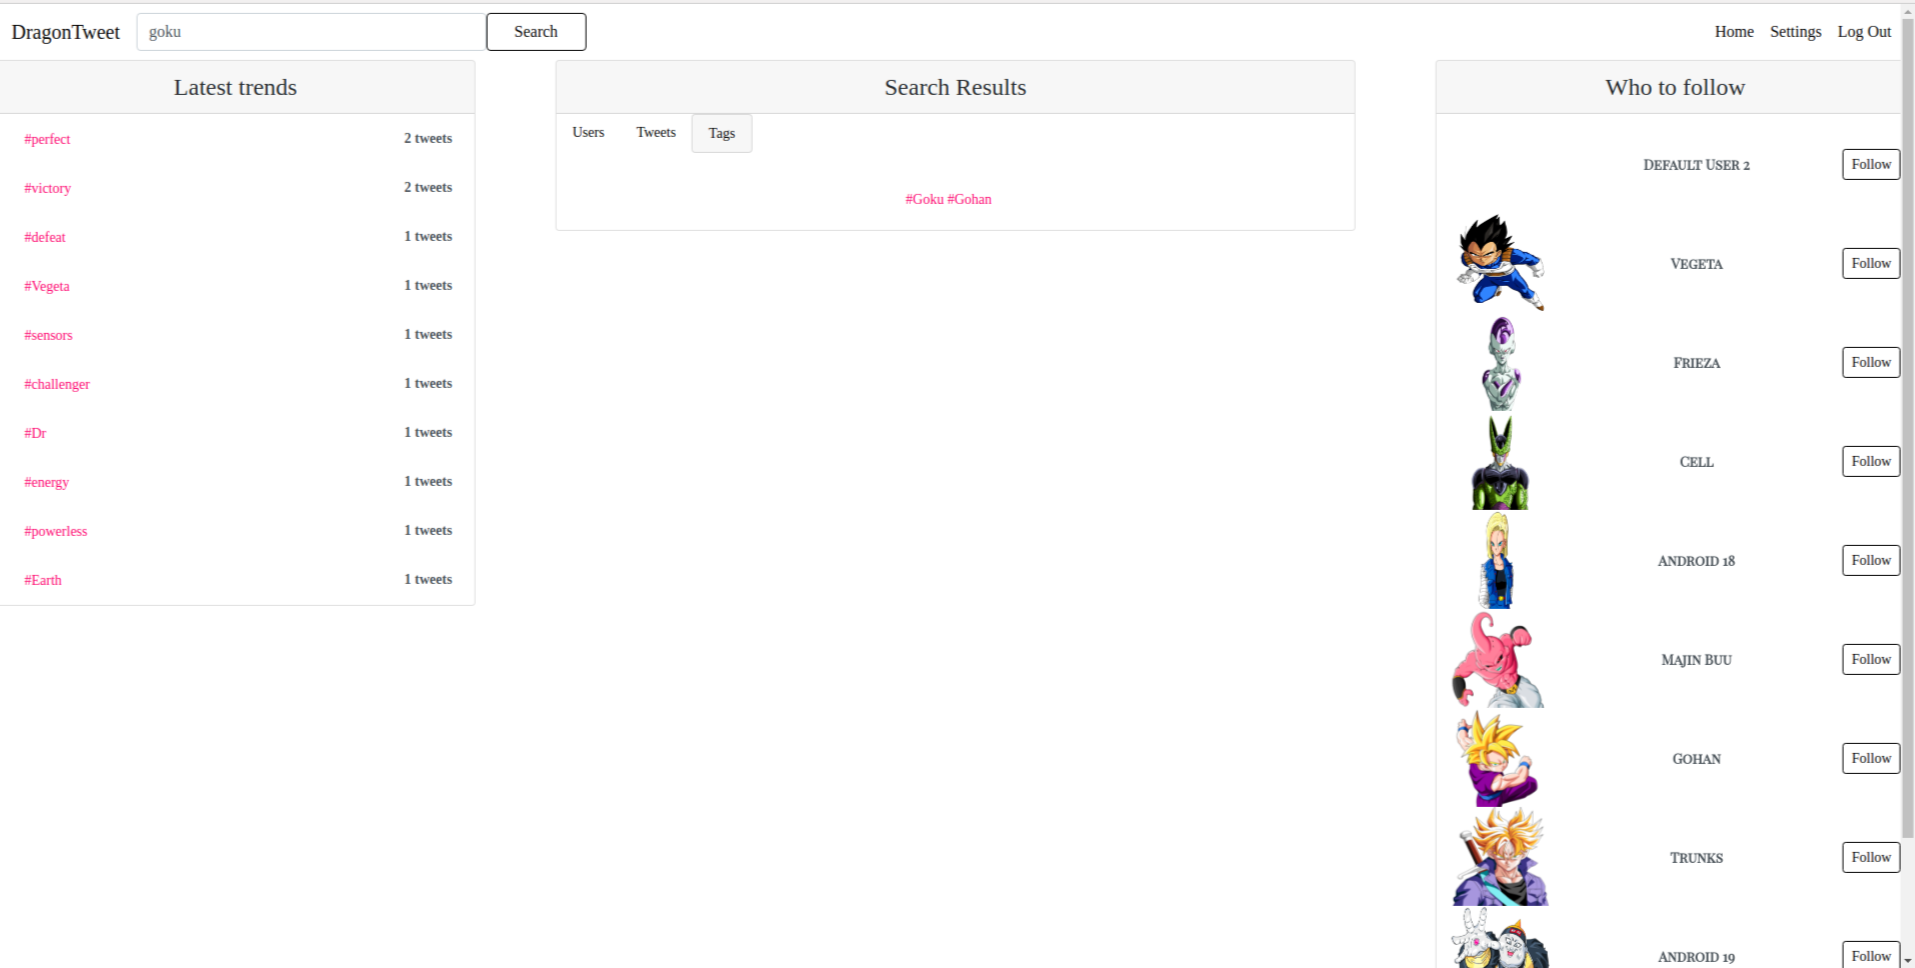 DragonTweet goku Search Home Settings Log Out
Latest trends
#perfect 2 tweets
#victory 2 tweets
#defeat 1 tweets
#Vegeta 1 tweets
#sensors 1 tweets
#challenger 1 tweets
#Dr 1 tweets
#energy 1 tweets
#powerless 1 tweets
#Earth 1 tweets
Search Results
Users Tweets Tags
#Goku #Gohan
Who to follow
Default User 2 Follow
Vegeta Follow
Frieza Follow
Cell Follow
Android 18 Follow
Majin Buu Follow
Gohan Follow
Trunks Follow
Android 19 Follow